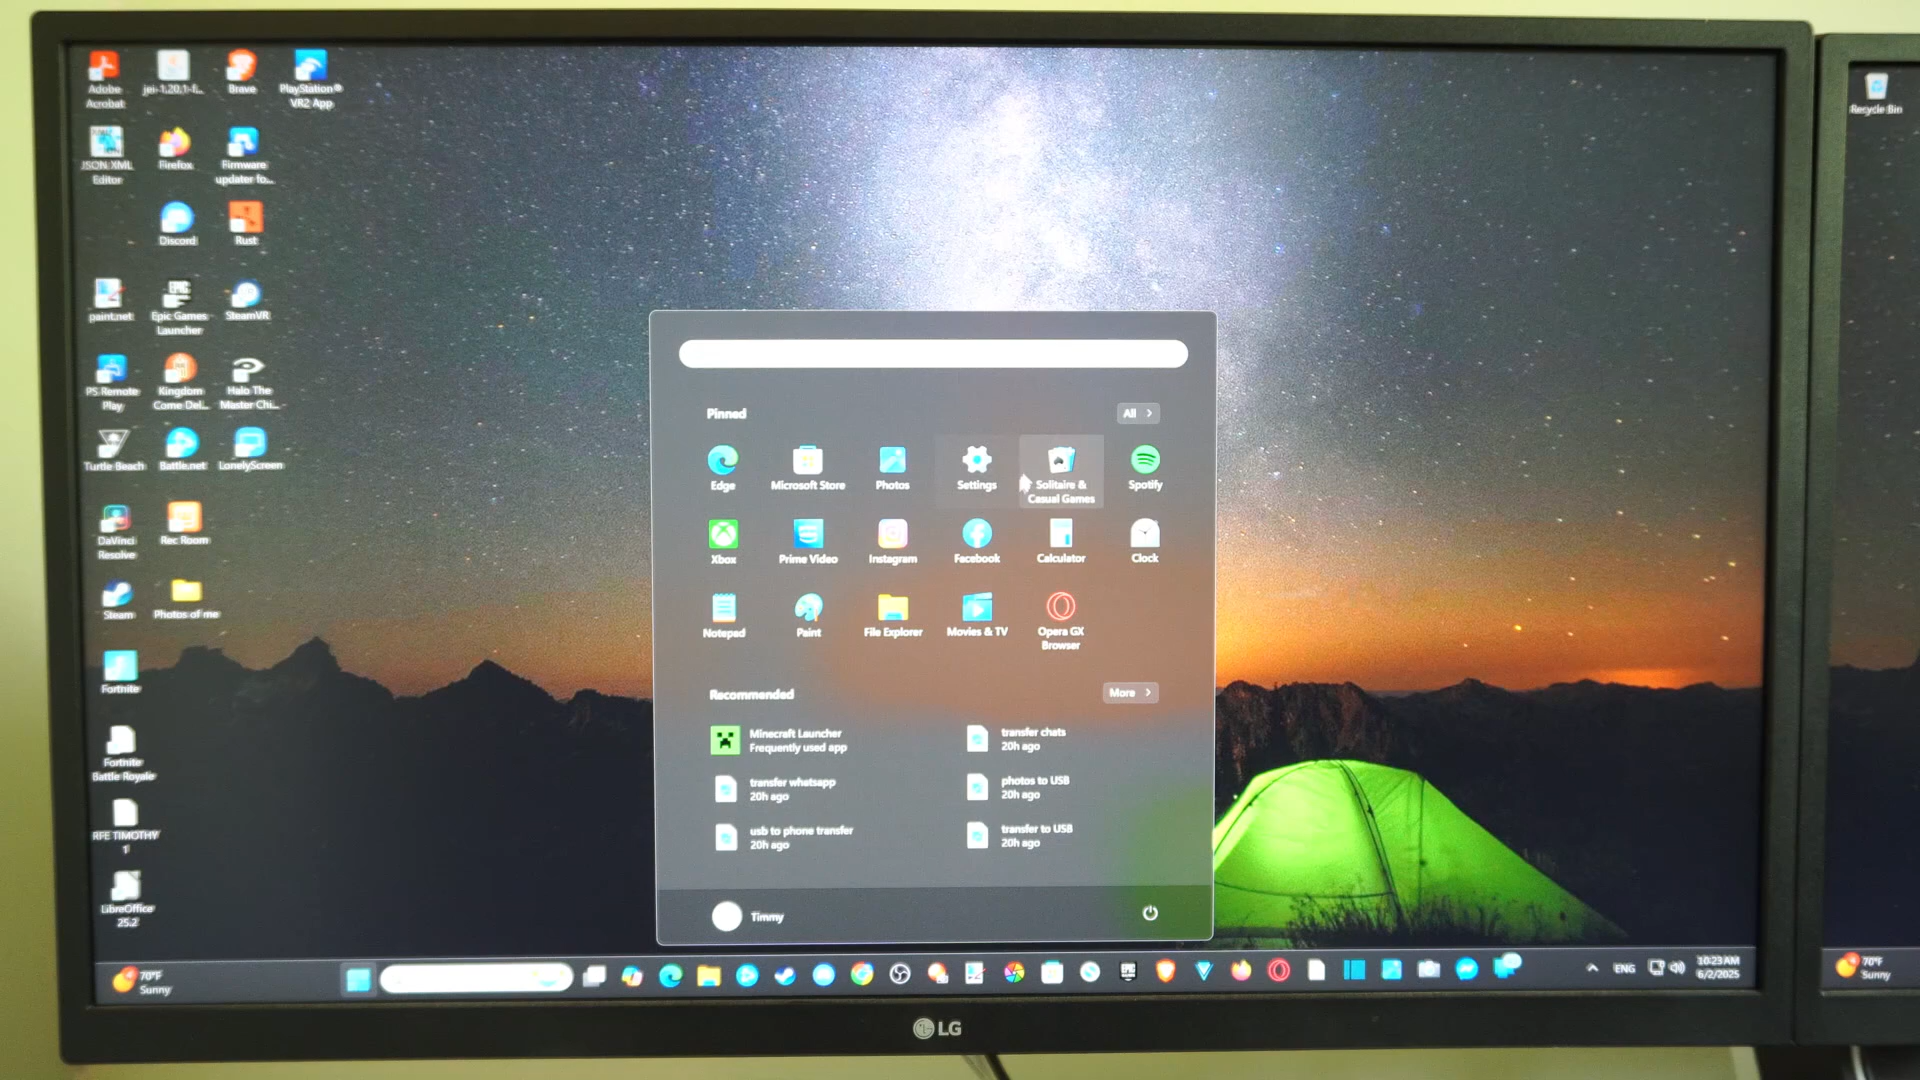 Adobe
Acrobat
jei-1.20.1-f...
Brave
PlayStation®
VR2 App
JSON XML
Editor
Firefox
Firmware
updater fo...
Discord
Rust
paint.net
Epic Games
Launcher
SteamVR
PS Remote
Play
Kingdom
Come Del...
Halo The
Master Chi...
Turtle Beach
Battle.net
LonelyScreen
DaVinci
Resolve
Rec Room
Steam
Photos of me
Fortnite
Fortnite
Battle Royale
RFE TIMOTHY
1
LibreOffice
25.2
Recycle Bin
Pinned
All
Edge
Microsoft Store
Photos
Settings
Solitaire &
Casual Games
Spotify
Xbox
Prime Video
Instagram
Facebook
Calculator
Clock
Notepad
Paint
File Explorer
Movies & TV
Opera GX
Browser
Recommended
More
Minecraft Launcher
Frequently used app
transfer chats
20h ago
transfer whatsapp
20h ago
photos to USB
20h ago
usb to phone transfer
20h ago
transfer to USB
20h ago
Timmy
70°F
Sunny
EPIC
ENG
10:23 AM
6/2/2025
70°F
Sunny
LG